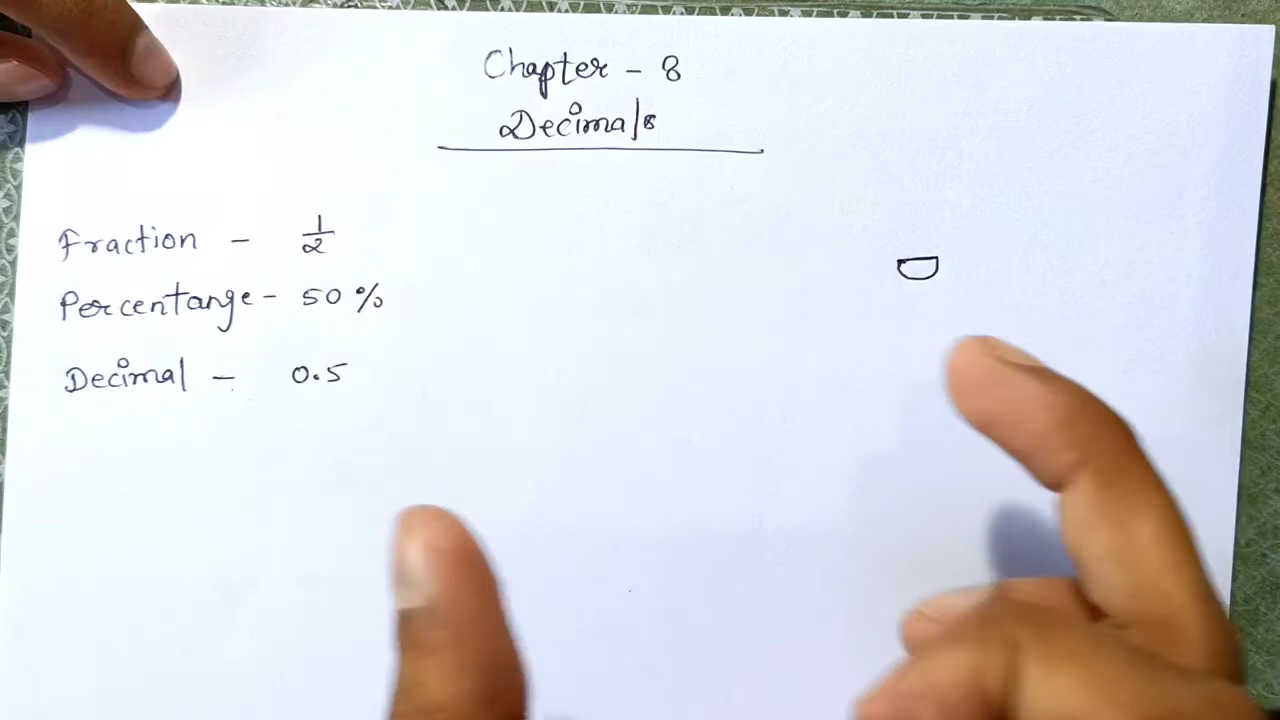 Chapter - 8
Decimals
Fraction - 1/2
Percentange - 50 %
Decimal - 0.5